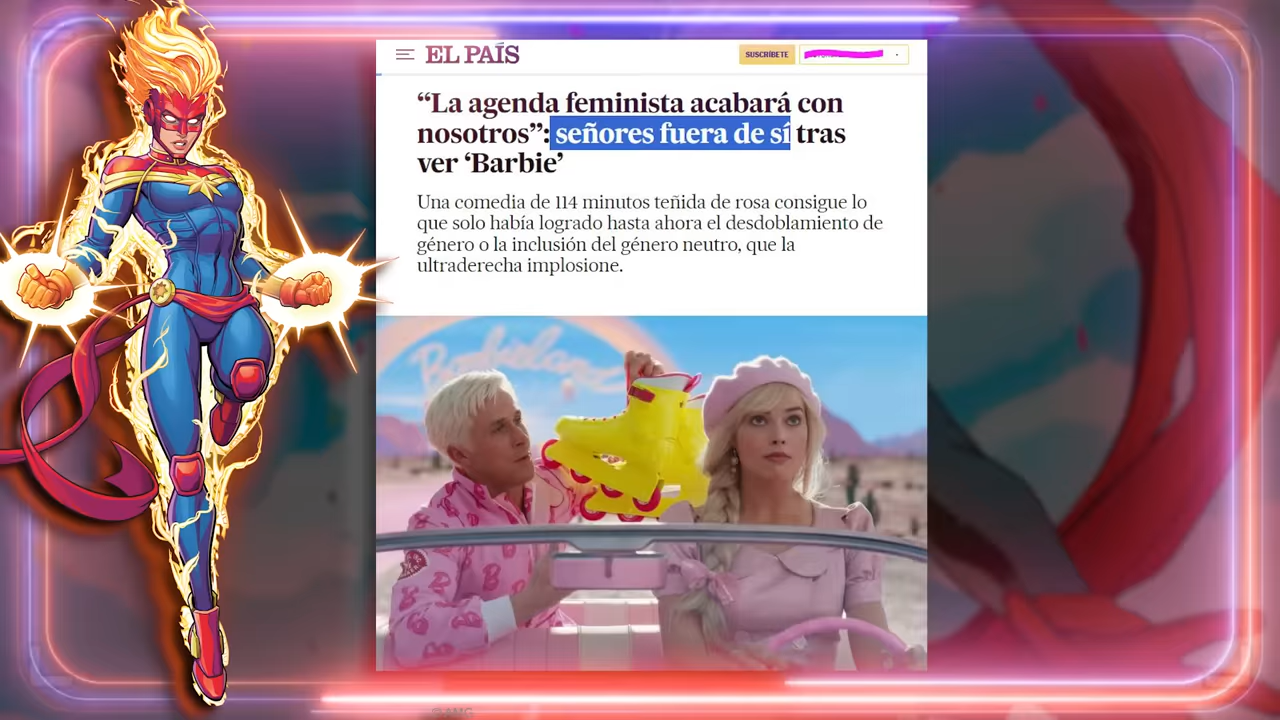 EL PAÍS
SUSCRÍBETE
“La agenda feminista acabará con
nosotros”: señores fuera de sí tras
ver ‘Barbie’
Una comedia de 114 minutos teñida de rosa consigue lo
que solo había logrado hasta ahora el desdoblamiento de
género o la inclusión del género neutro, que la
ultraderecha implosione.
Barbieland